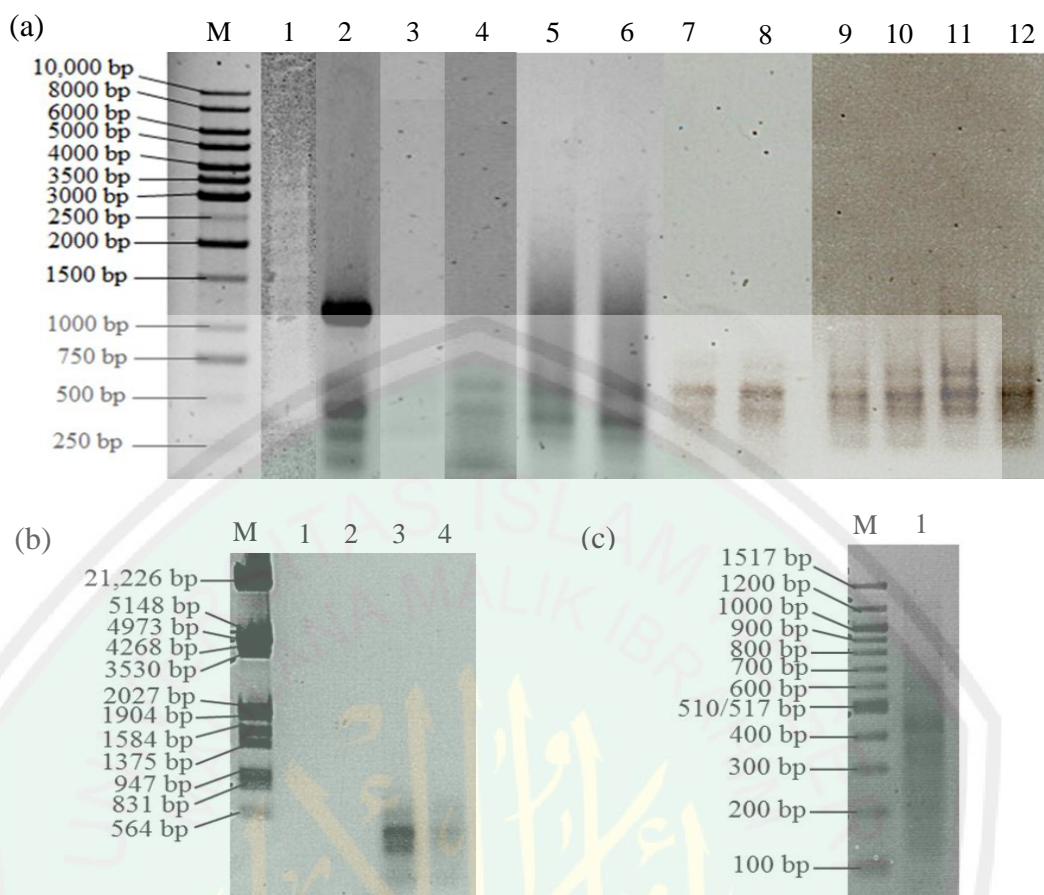 (a)
M 1 2 3 4 5 6 7 8 9 10 11 12
10,000 bp
8000 bp
6000 bp
5000 bp
4000 bp
3500 bp
3000 bp
2500 bp
2000 bp
1500 bp
1000 bp
750 bp
500 bp
250 bp
(b)
M 1 2 3 4
21,226 bp
5148 bp
4973 bp
4268 bp
3530 bp
2027 bp
1904 bp
1584 bp
1375 bp
947 bp
831 bp
564 bp
(c)
M 1
1517 bp
1200 bp
1000 bp
900 bp
800 bp
700 bp
600 bp
510/517 bp
400 bp
300 bp
200 bp
100 bp